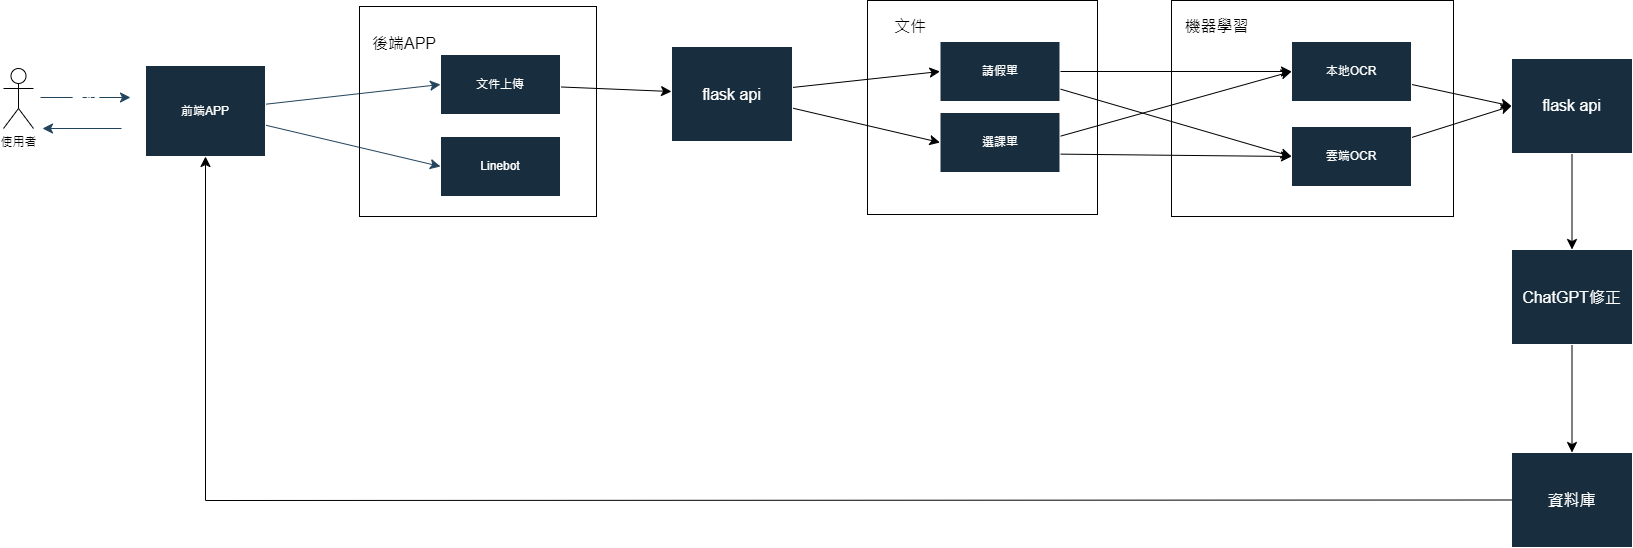 使用者
前端APP
後端APP
文件上傳
Linebot
flask api
文件
請假單
選課單
機器學習
本地OCR
雲端OCR
flask api
ChatGPT修正
資料庫